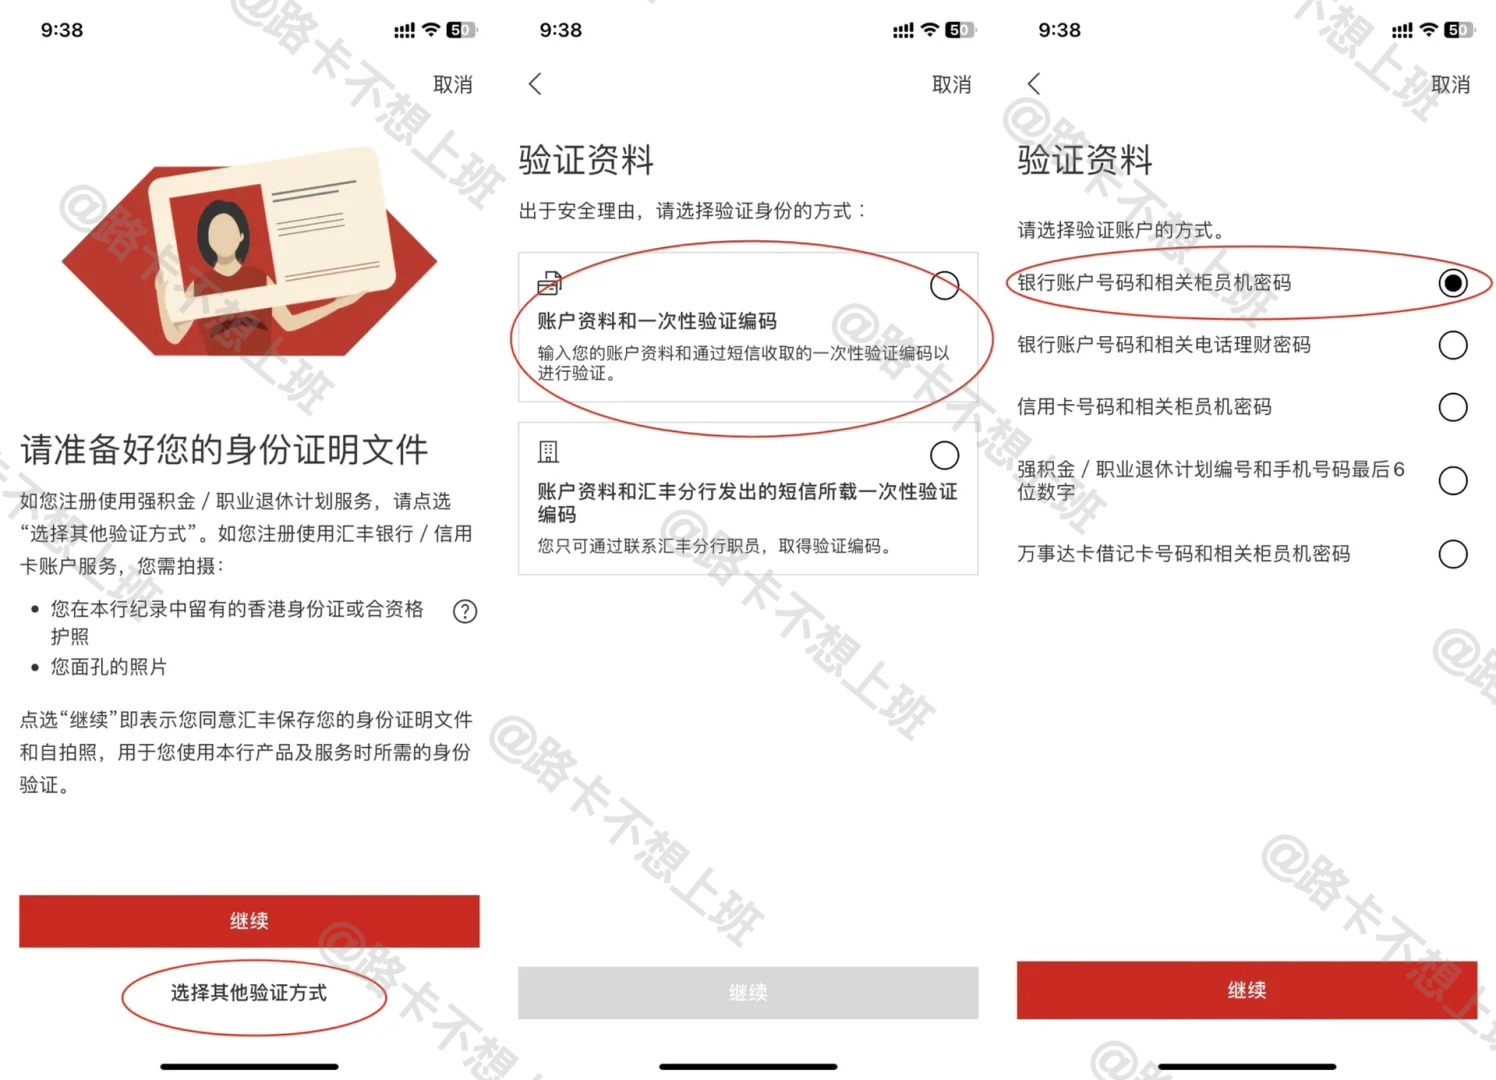 9:38
50
取消
请准备好您的身份证明文件
如您注册使用强积金 / 职业退休计划服务，请点选
“选择其他验证方式”。如您注册使用汇丰银行 / 信用
卡账户服务，您需拍摄：
• 您在本行纪录中留有的香港身份证或合资格
护照
?
• 您面孔的照片
点选“继续”即表示您同意汇丰保存您的身份证明文件
和自拍照，用于您使用本行产品及服务时所需的身份
验证。
继续
选择其他验证方式
9:38
50
取消
验证资料
出于安全理由，请选择验证身份的方式：
账户资料和一次性验证编码
输入您的账户资料和通过短信收取的一次性验证编码以
进行验证。
账户资料和汇丰分行发出的短信所载一次性验证
编码
您只可通过联系汇丰分行职员，取得验证编码。
继续
9:38
50
取消
验证资料
请选择验证账户的方式。
银行账户号码和相关柜员机密码
银行账户号码和相关电话理财密码
信用卡号码和相关柜员机密码
强积金 / 职业退休计划编号和手机号码最后6
位数字
万事达卡借记卡号码和相关柜员机密码
继续
@路卡不想上班